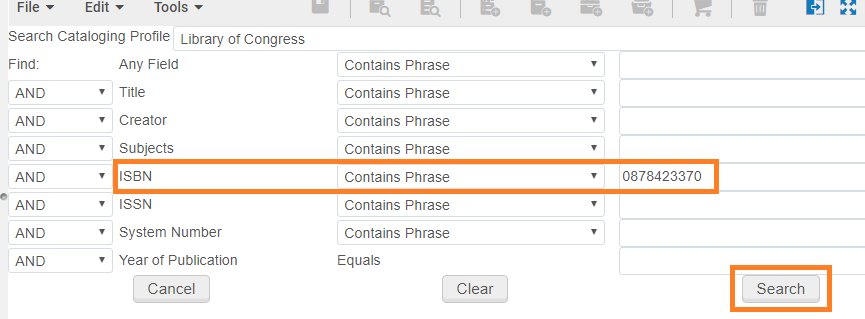 File Edit Tools
Search Cataloging Profile Library of Congress
Find: Any Field Contains Phrase
AND Title Contains Phrase
AND Creator Contains Phrase
AND Subjects Contains Phrase
AND ISBN Contains Phrase 0878423370
AND ISSN Contains Phrase
AND System Number Contains Phrase
AND Year of Publication Equals
Cancel Clear Search